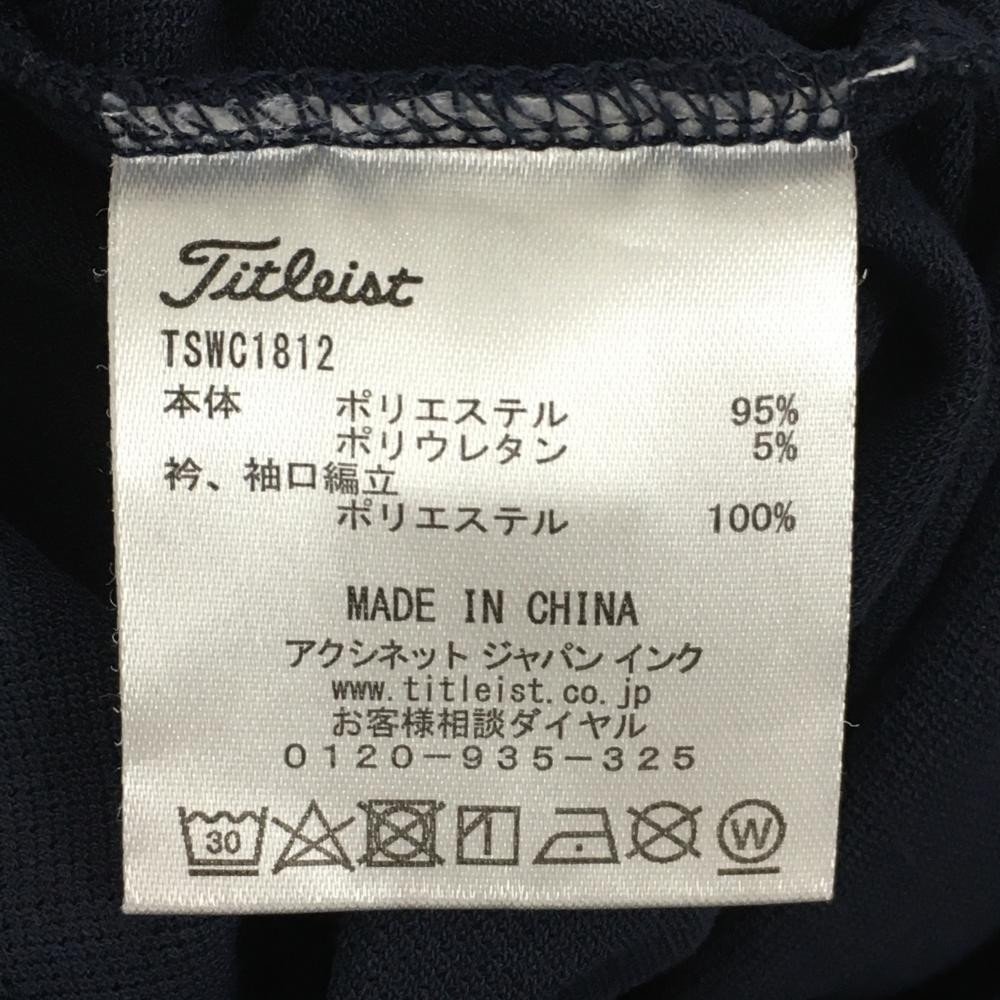 Titleist
TSWC1812
本体 ポリエステル 95%
ポリウレタン 5%
衿、袖口編立
ポリエステル 100%
MADE IN CHINA
アクシネット ジャパン インク
www.titleist.co.jp
お客様相談ダイヤル
0120-935-325
30 W